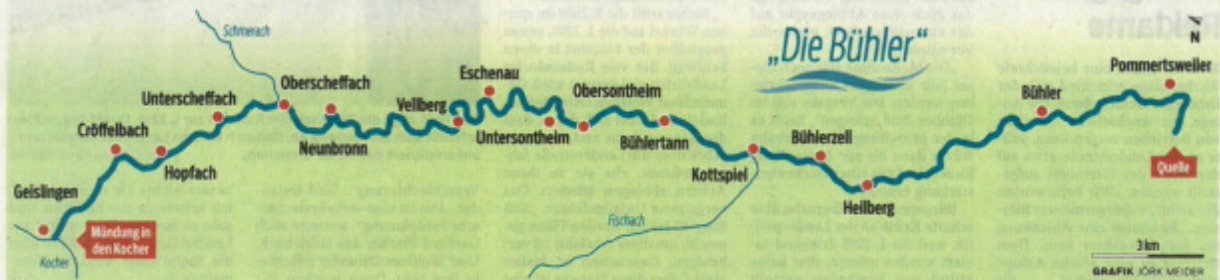 „Die Bühler“
N
Schmerach
Oberscheffach
Unterscheffach
Cröffelbach
Hopfach
Geislingen
Mündung in
den Kocher
Kocher
Neunbronn
Vellberg
Eschenau
Untersontheim
Obersontheim
Bühlertann
Kottspiel
Fischach
Bühlerzell
Heilberg
Bühler
Pommertsweiler
Quelle
3 km
GRAFIK JÖRK MEIDER